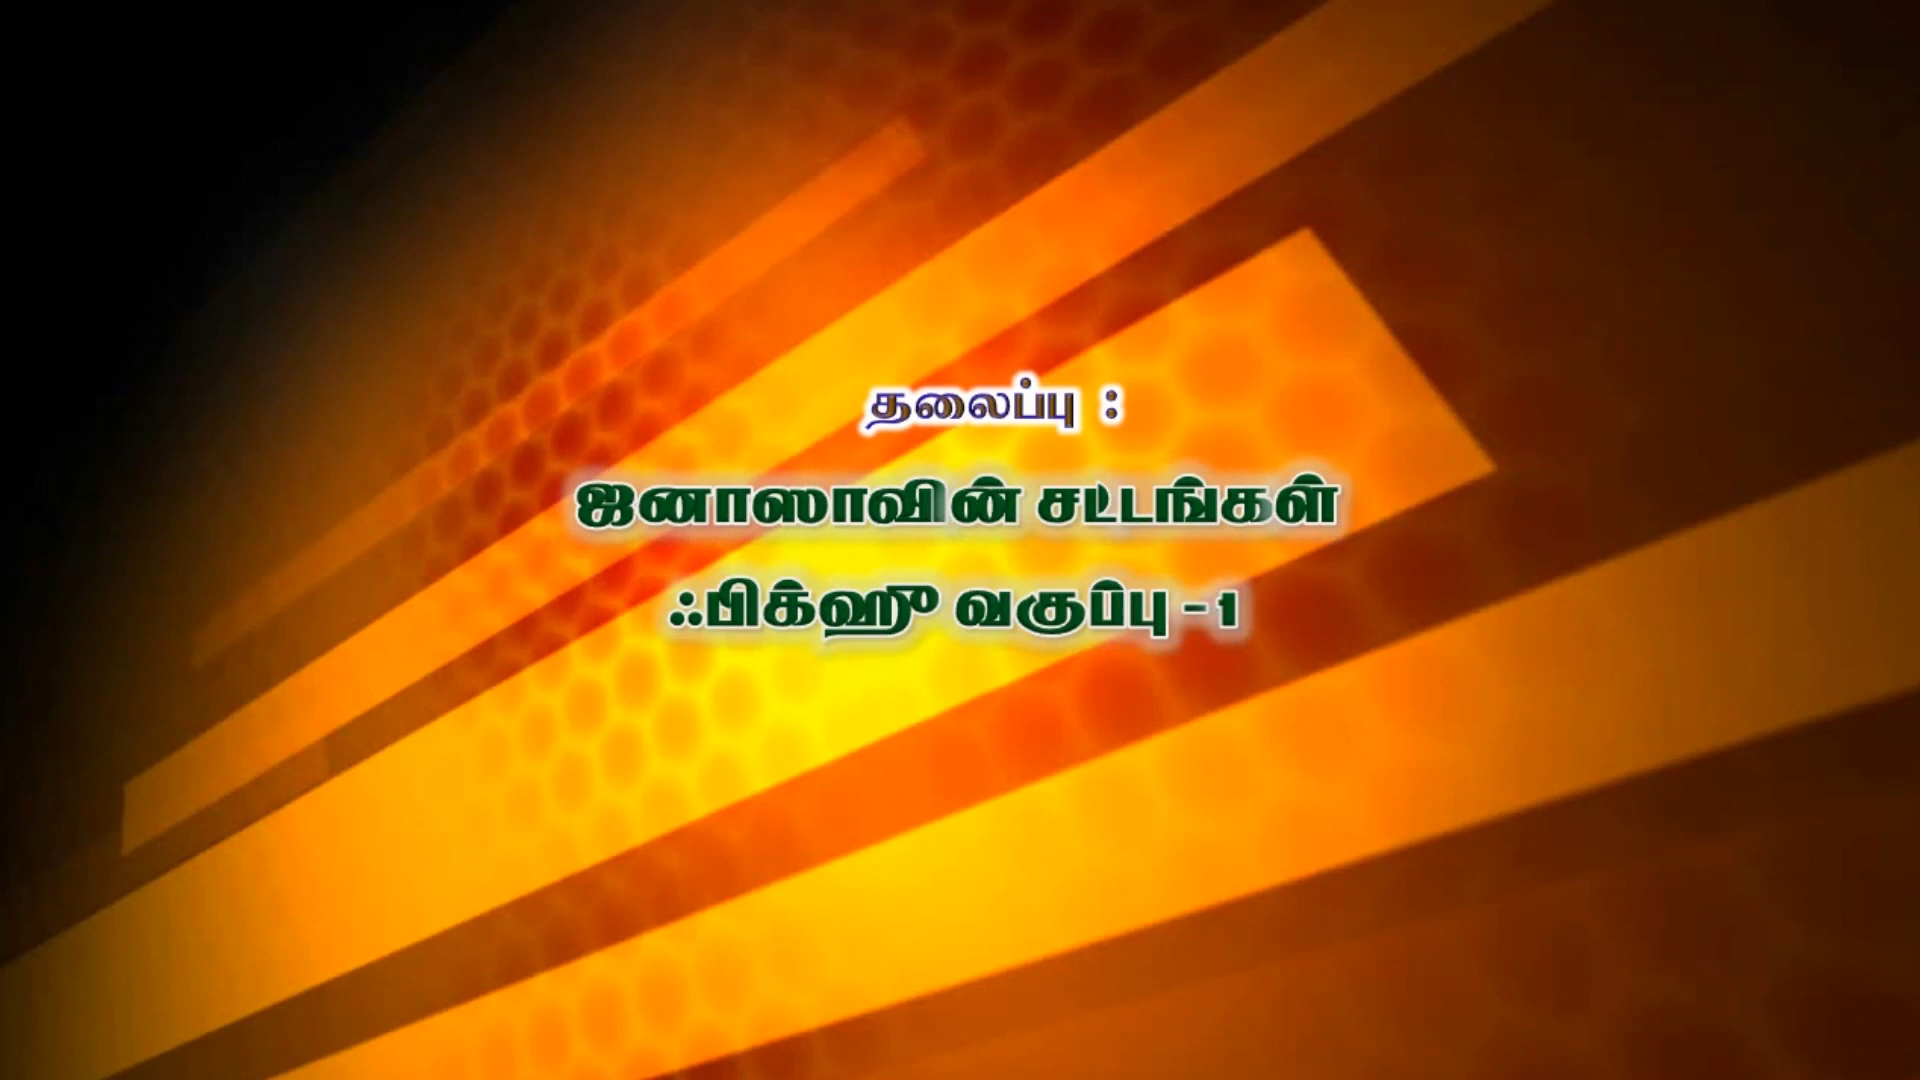 தலைப்பு :
ஜனாஸாவின் சட்டங்கள்
ஃபிக்ஹு வகுப்பு - 1